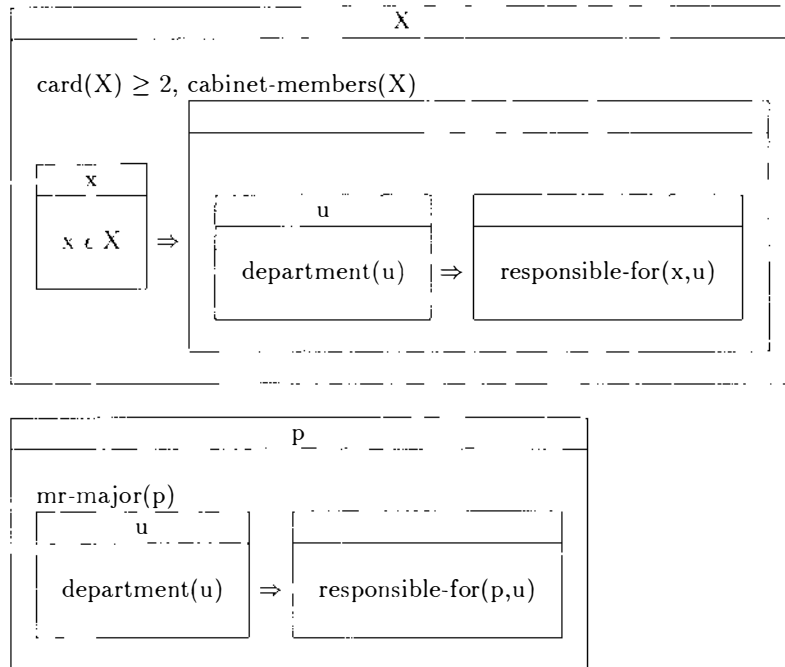 X
card(X) ≥ 2, cabinet-members(X)
x
x ϵ X ⇒
u
department(u) ⇒ responsible-for(x,u)
p
mr-major(p)
u
department(u) ⇒ responsible-for(p,u)